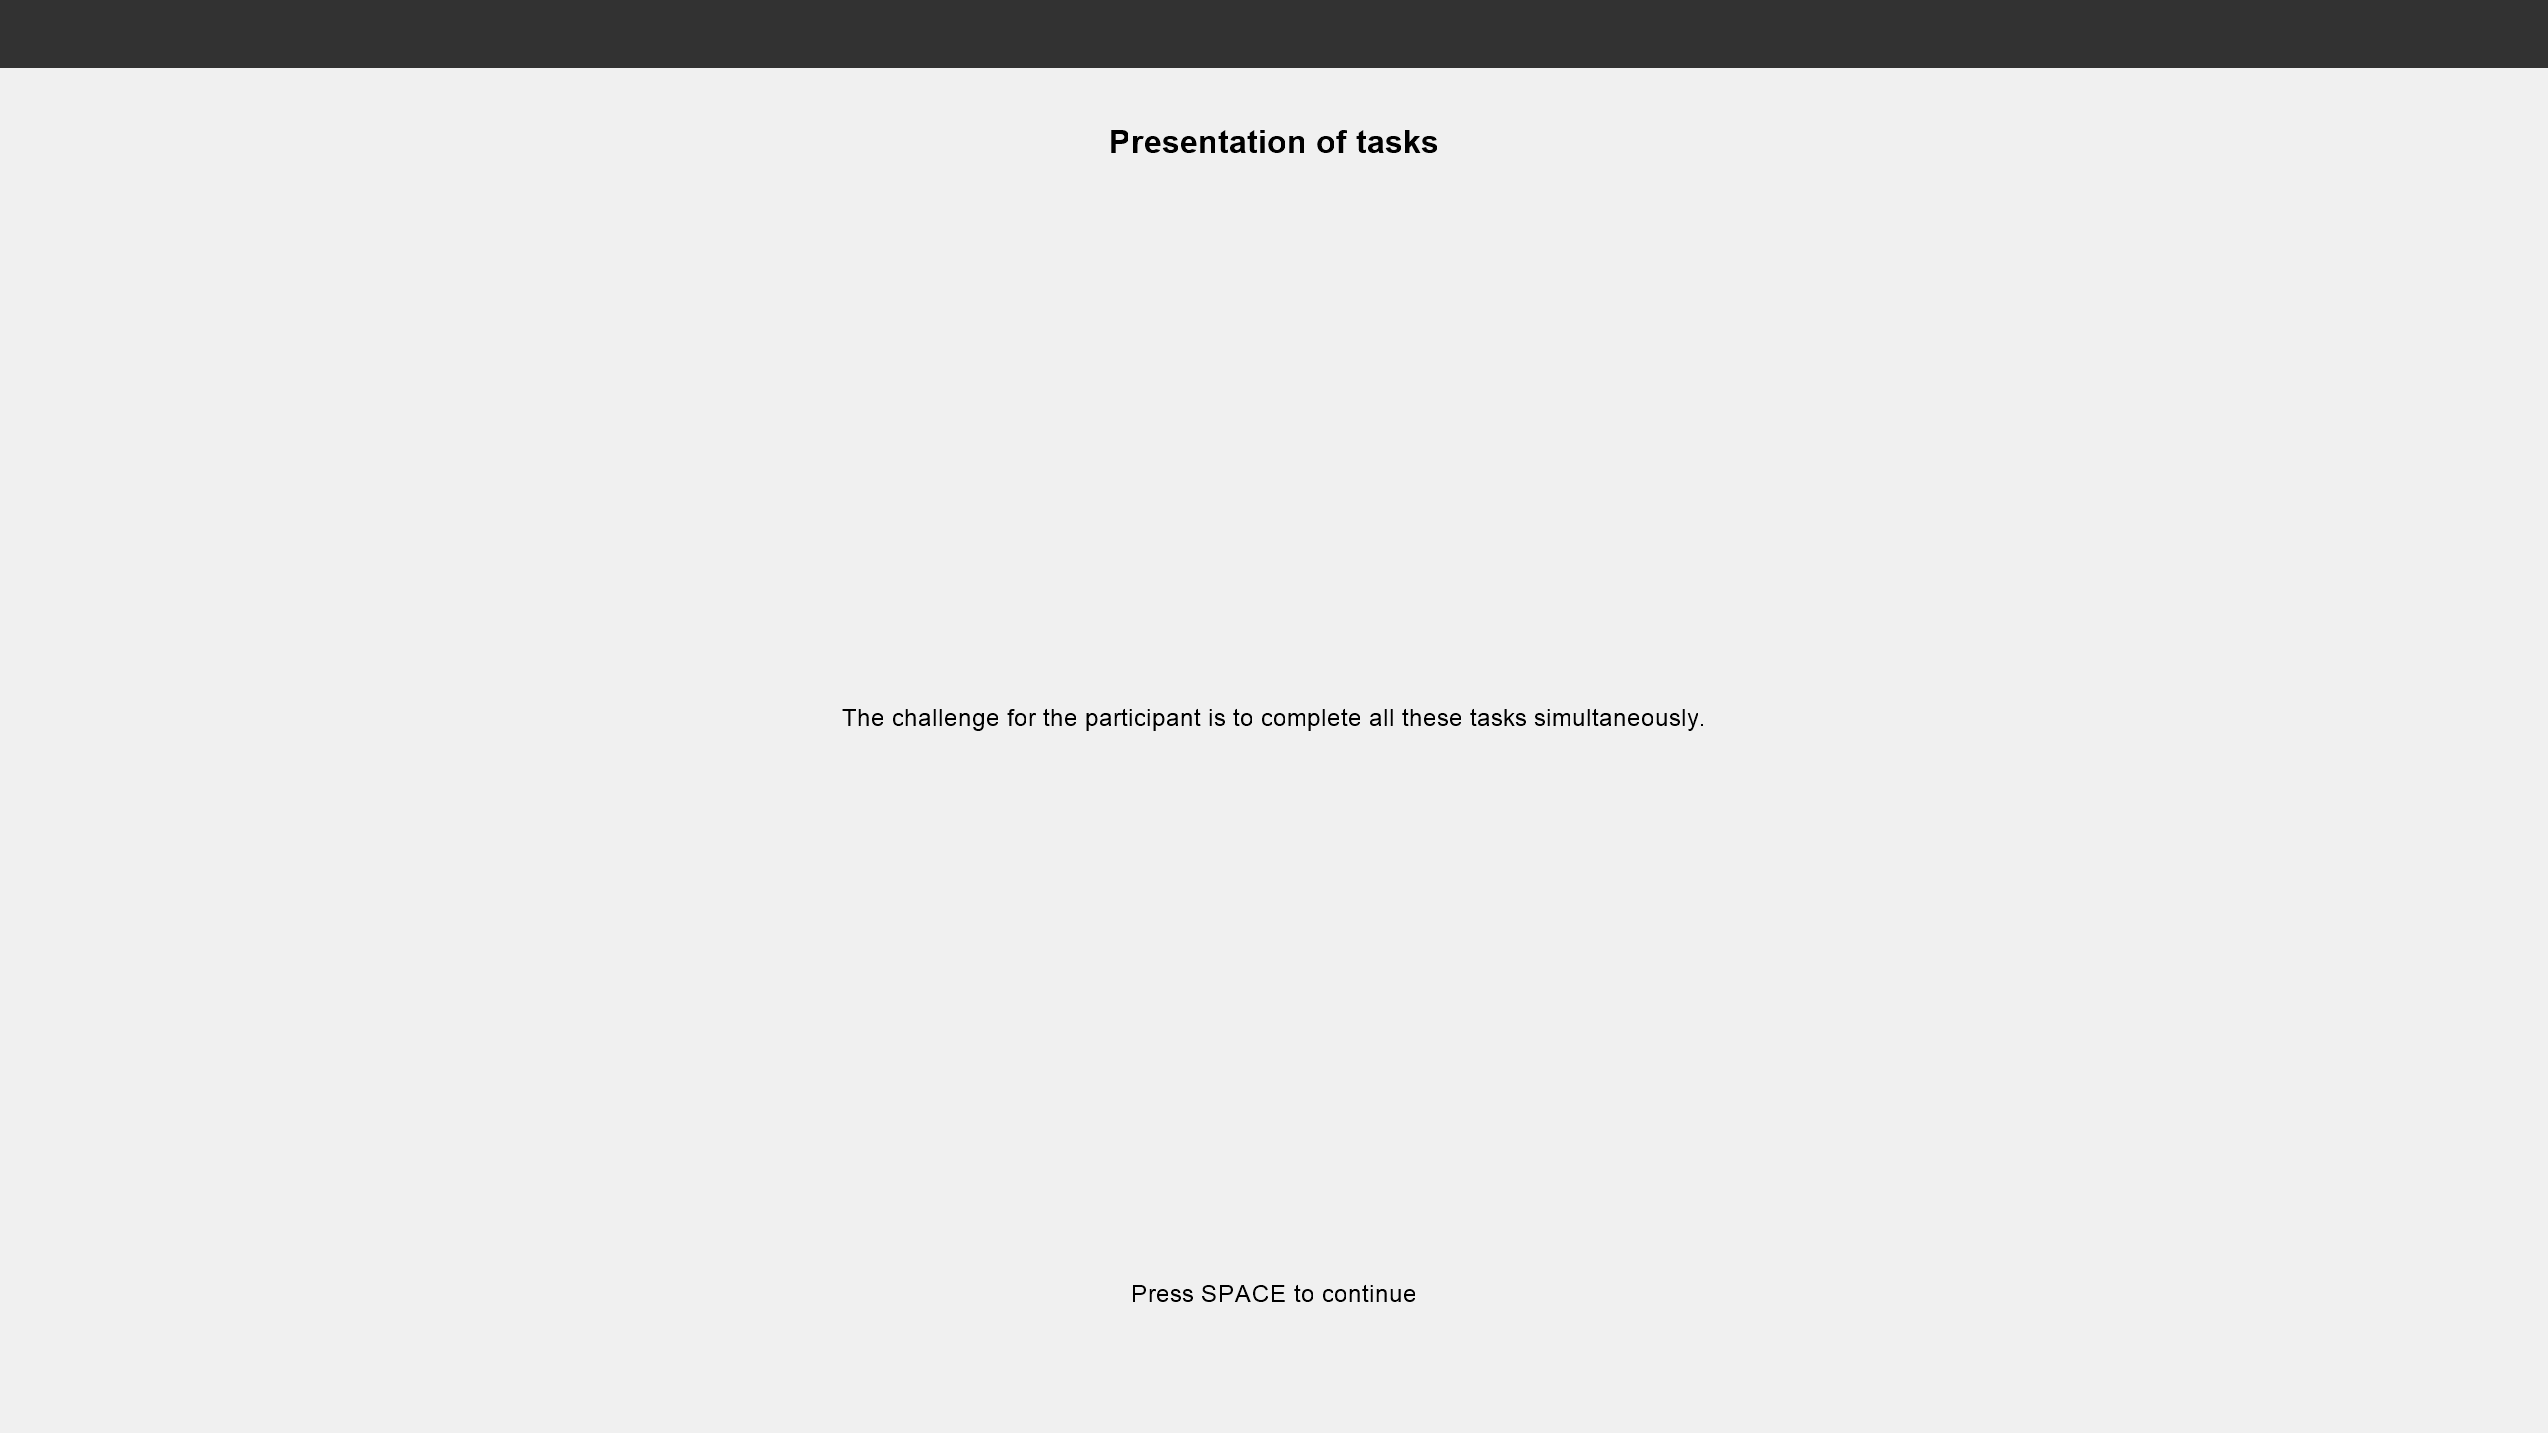 Presentation of tasks
The challenge for the participant is to complete all these tasks simultaneously.
Press SPACE to continue